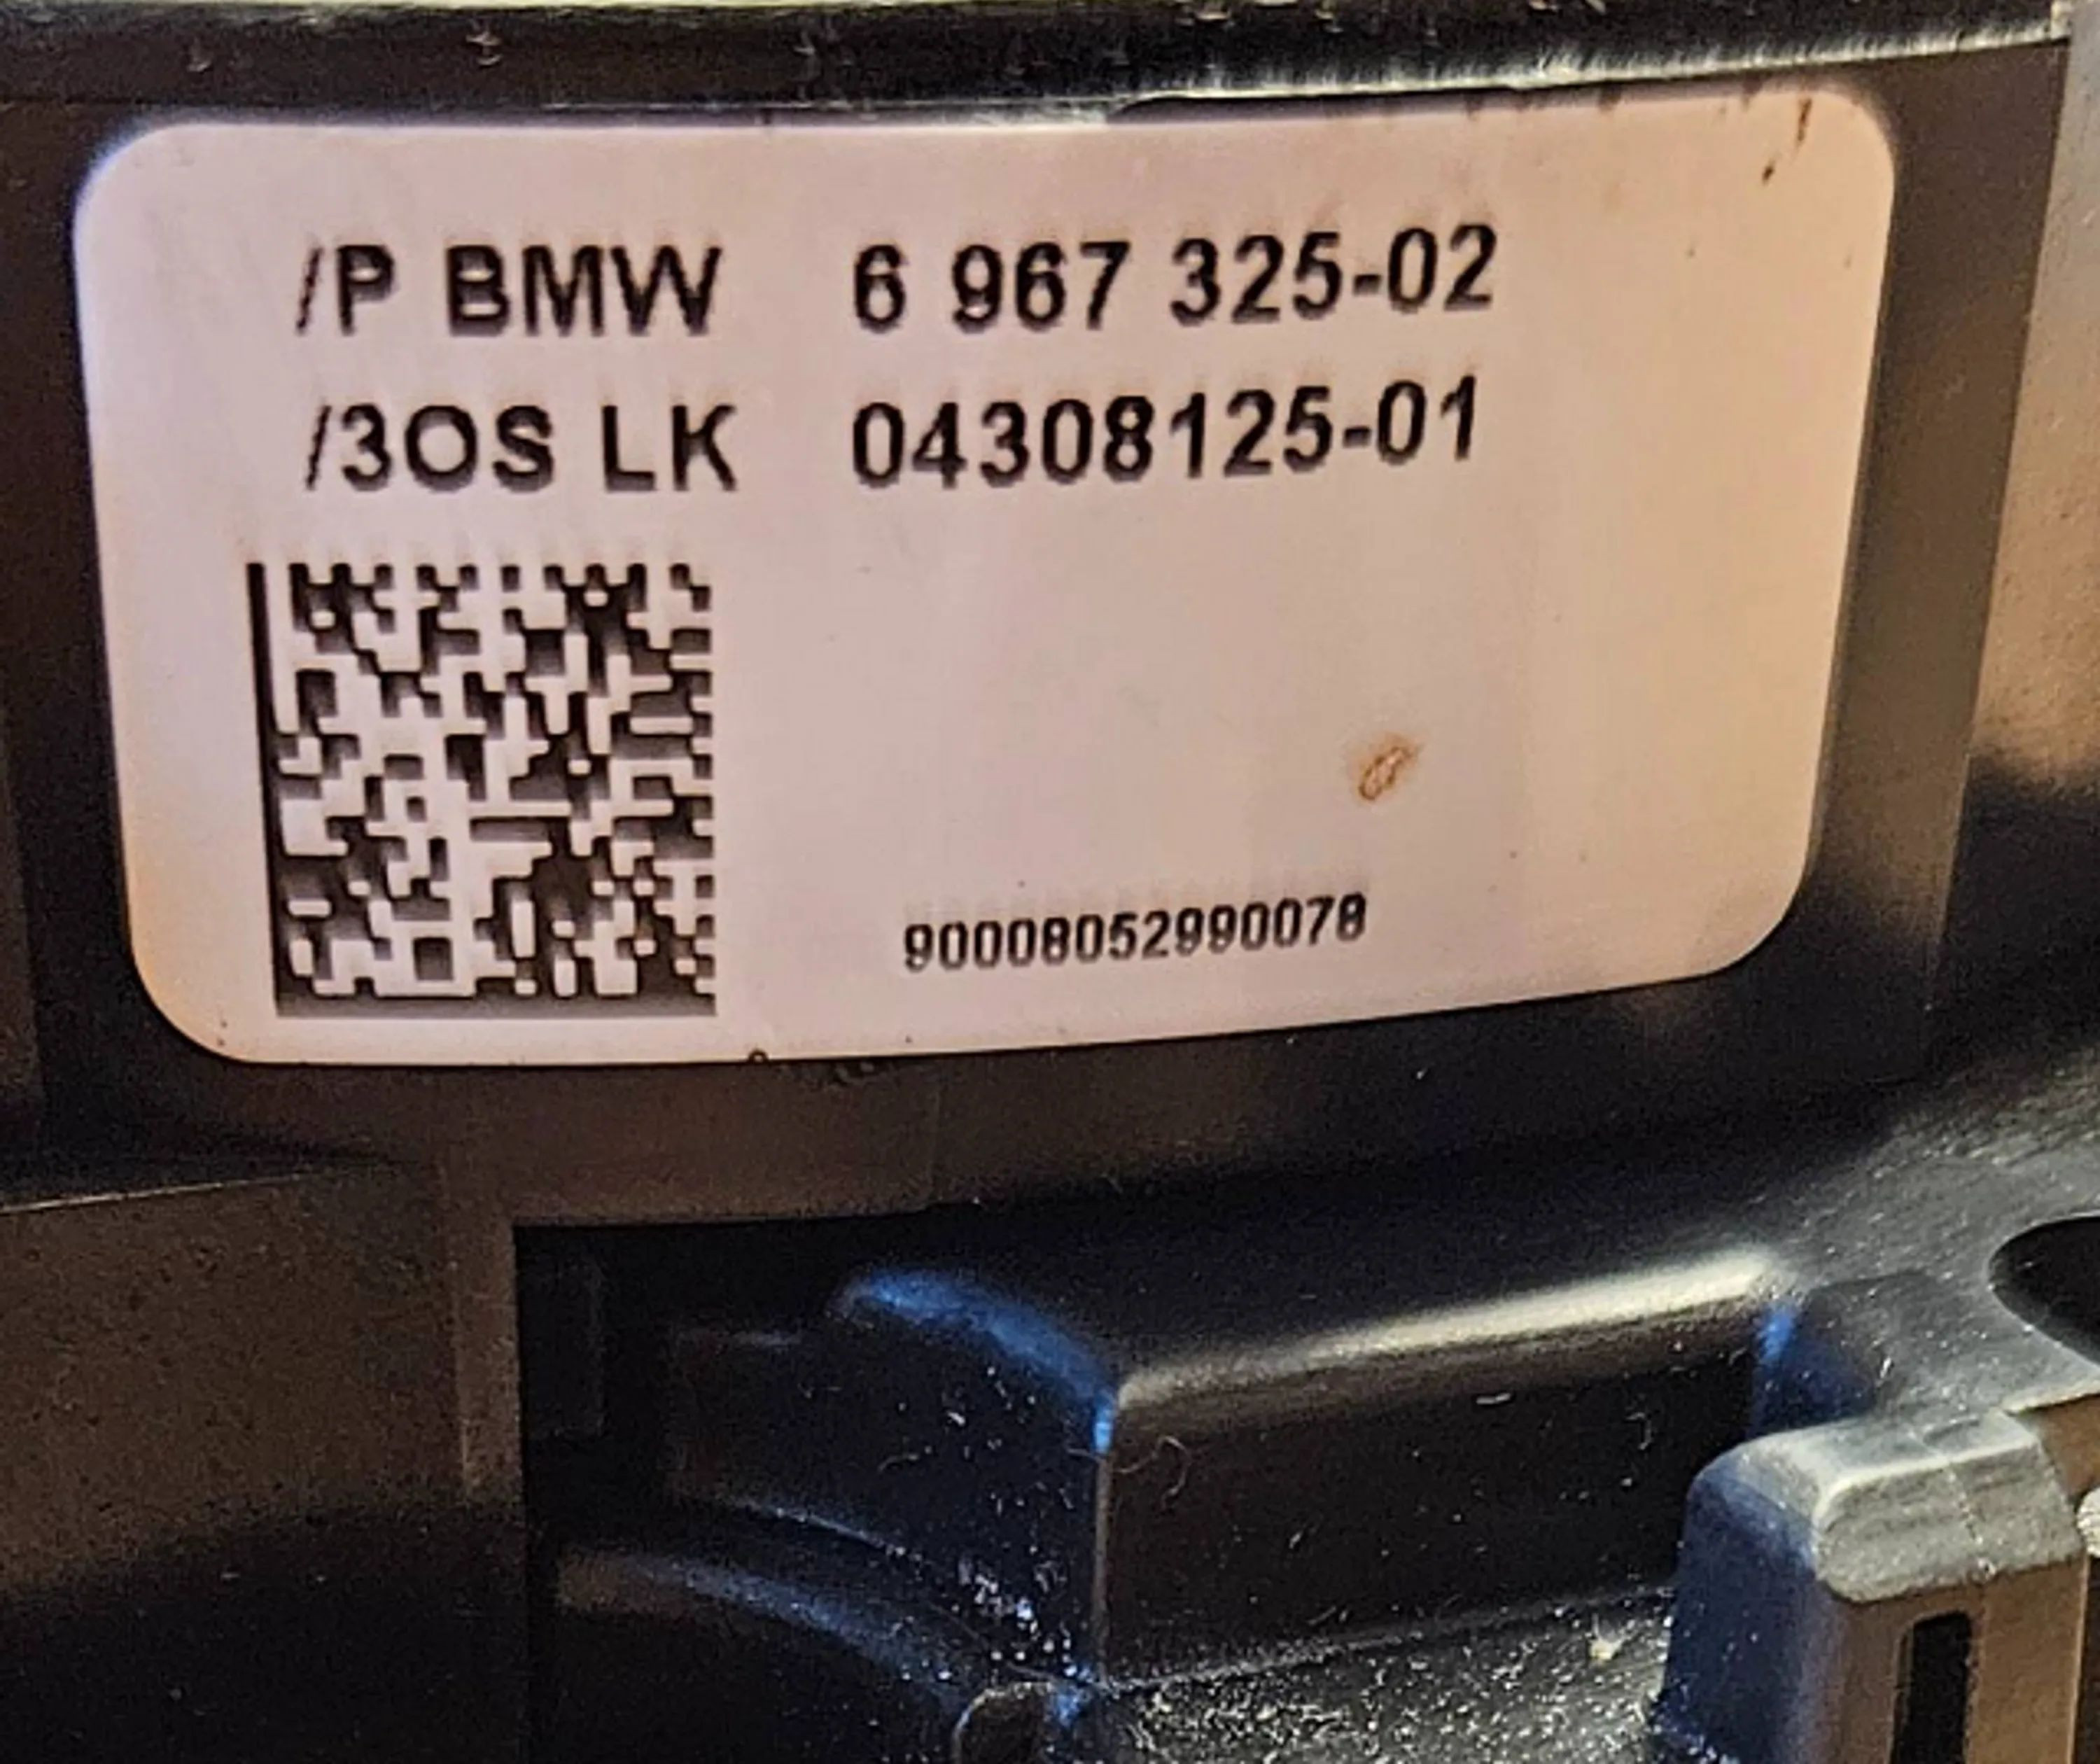 /P BMW 6 967 325-02
/3OS LK 04308125-01
90008052990078